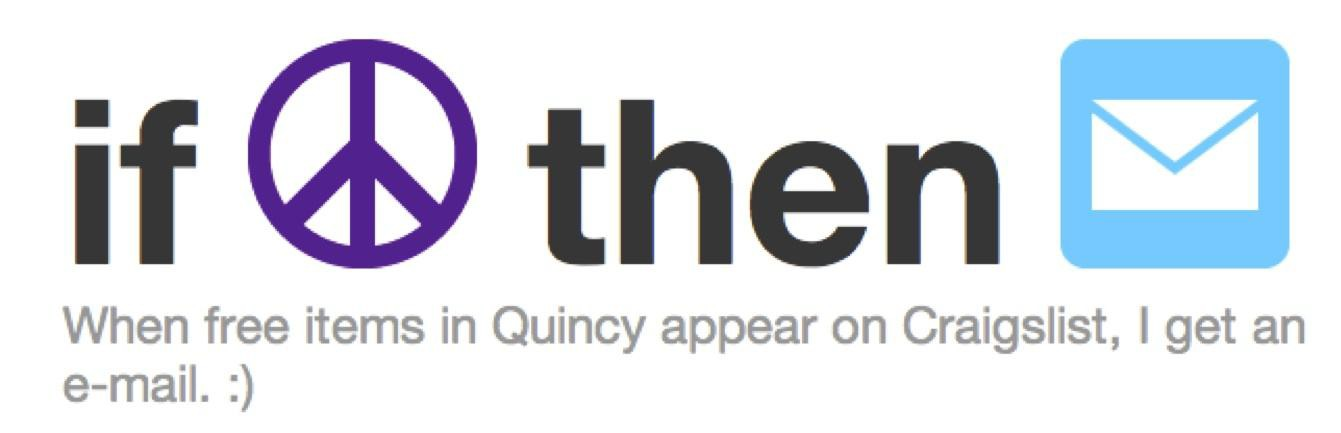 if then
When free items in Quincy appear on Craigslist, I get an
e-mail. :)